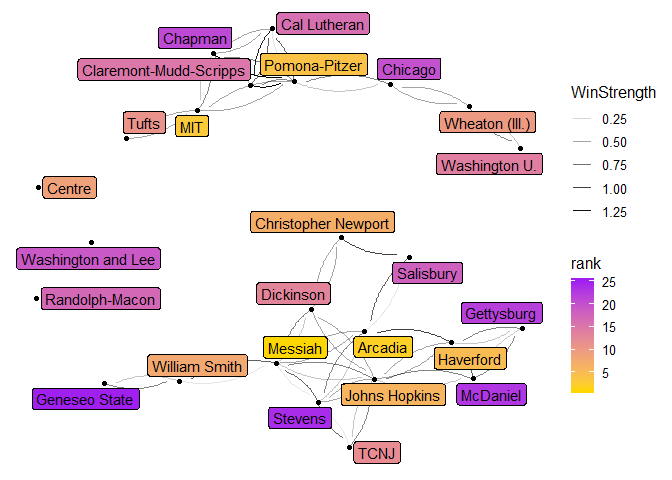 Cal Lutheran
Chapman
Claremont-Mudd-Scripps
Pomona-Pitzer
Chicago
Tufts
MIT
Wheaton (Ill.)
Washington U.
Centre
Washington and Lee
Randolph-Macon
Christopher Newport
Salisbury
Dickinson
Gettysburg
Messiah
Arcadia
Haverford
William Smith
Geneseo State
Johns Hopkins
McDaniel
Stevens
TCNJ
WinStrength
0.25
0.50
0.75
1.00
1.25
rank
25
20
15
10
5